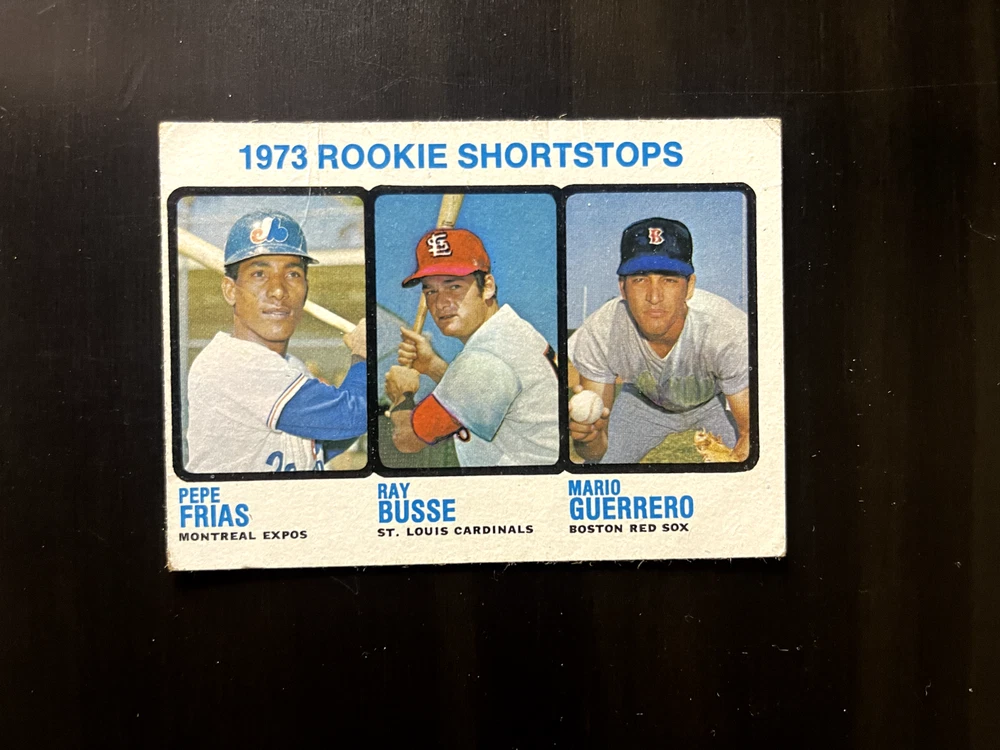 1973 ROOKIE SHORTSTOPS
PEPE
FRIAS
MONTREAL EXPOS
RAY
BUSSE
ST. LOUIS CARDINALS
MARIO
GUERRERO
BOSTON RED SOX